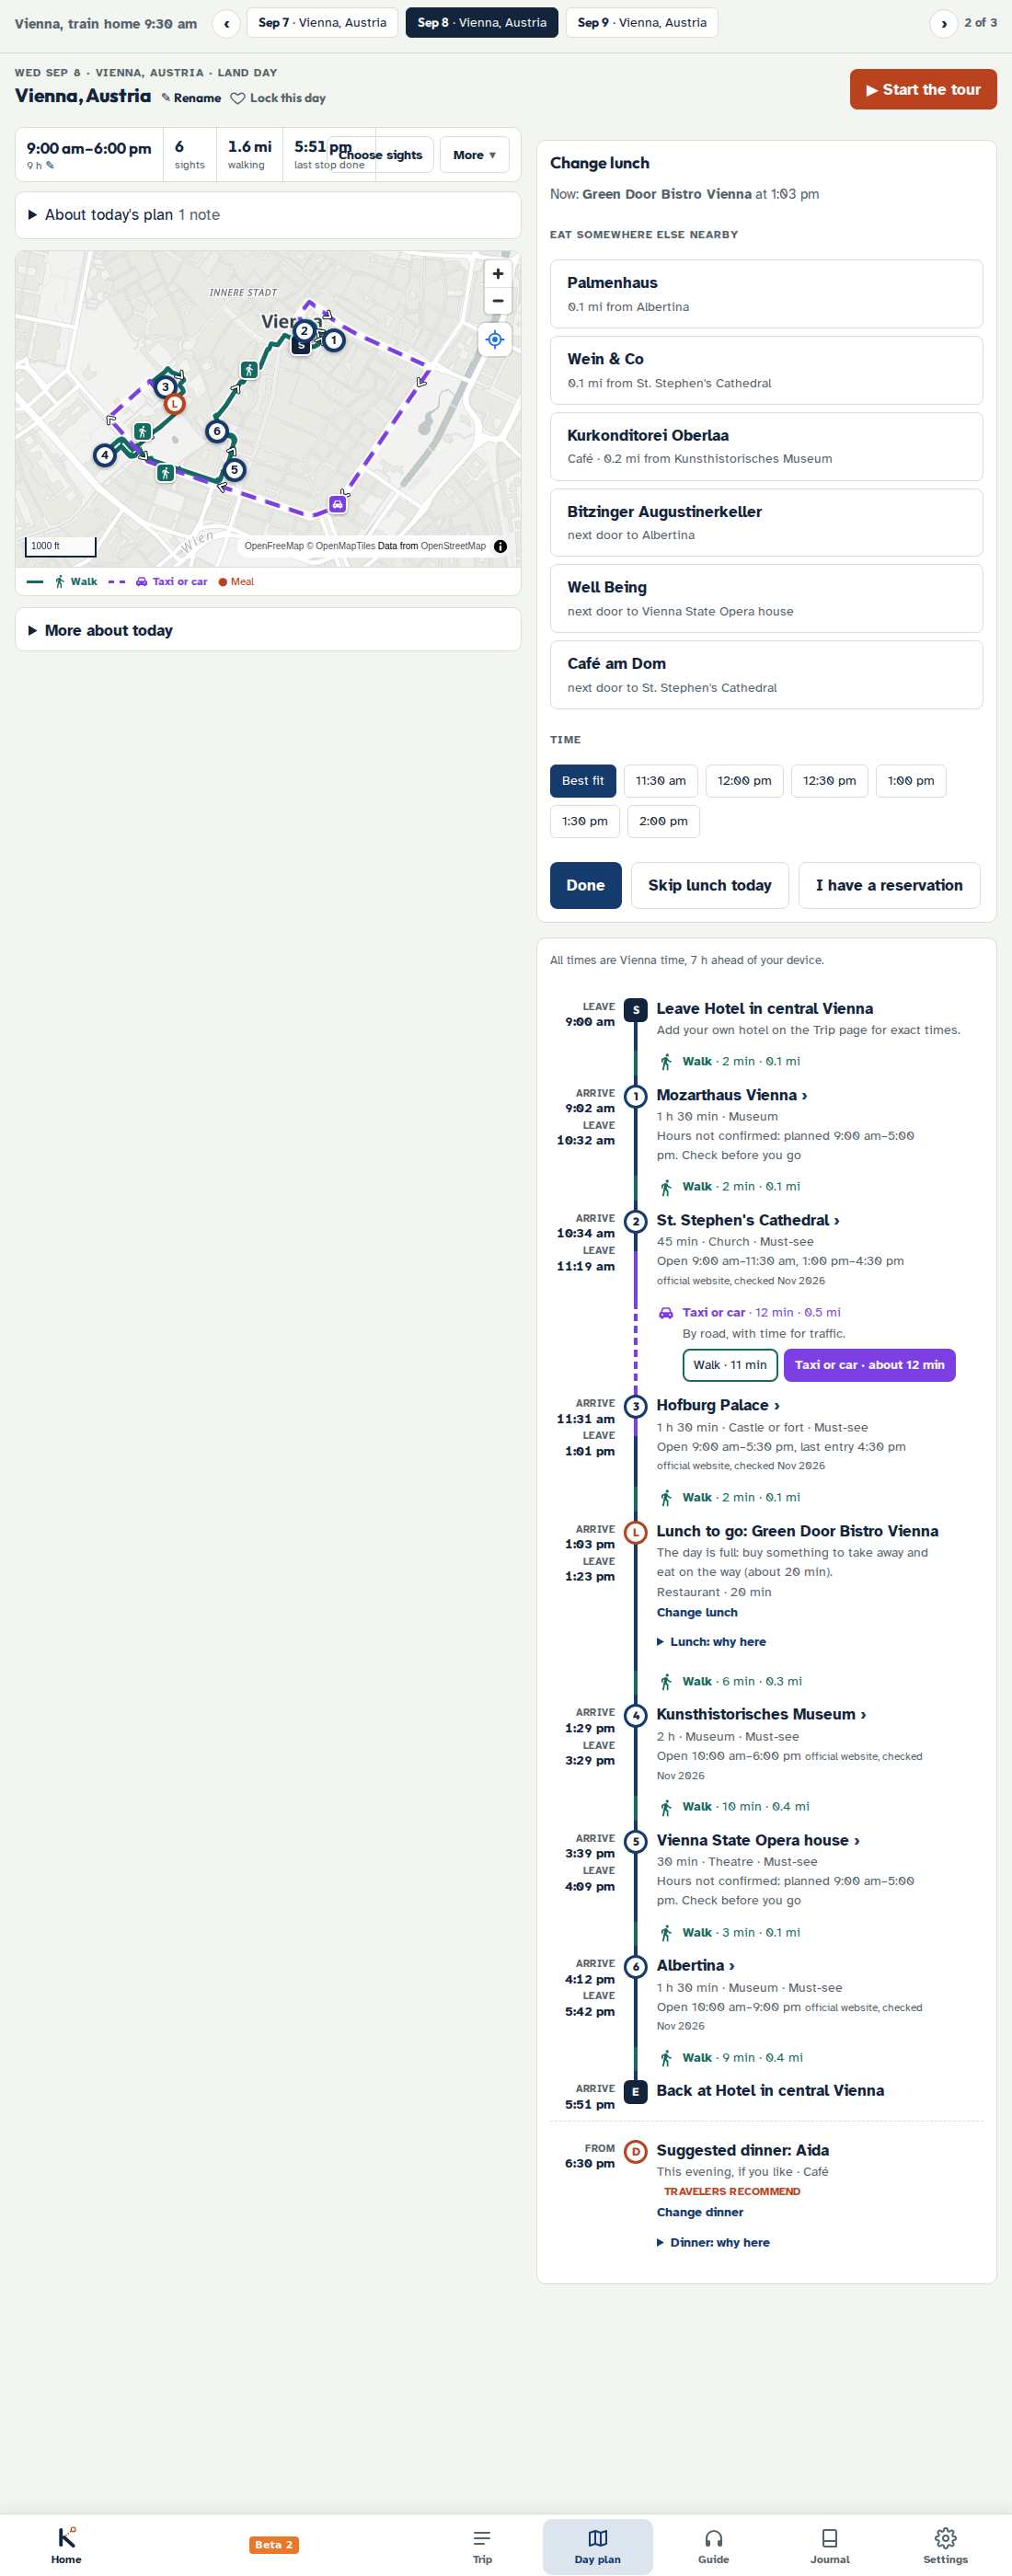 Vienna, train home 9:30 am
‹
Sep 7 · Vienna, Austria
Sep 8 · Vienna, Austria
Sep 9 · Vienna, Austria
›
2 of 3
WED SEP 8 · VIENNA, AUSTRIA · LAND DAY
Vienna, Austria
✎ Rename
Lock this day
▶ Start the tour
9:00 am–6:00 pm
9 h ✎
6
sights
1.6 mi
walking
5:51 pm
last stop done
Choose sights
More ▼
▶ About today's plan 1 note
INNERE STADT
Vienna
S
1
2
3
L
4
5
6
+
−
Wien
1000 ft
OpenFreeMap © OpenMapTiles Data from OpenStreetMap
Walk
Taxi or car
Meal
▶ More about today
Change lunch
Now: Green Door Bistro Vienna at 1:03 pm
EAT SOMEWHERE ELSE NEARBY
Palmenhaus
0.1 mi from Albertina
Wein & Co
0.1 mi from St. Stephen's Cathedral
Kurkonditorei Oberlaa
Café · 0.2 mi from Kunsthistorisches Museum
Bitzinger Augustinerkeller
next door to Albertina
Well Being
next door to Vienna State Opera house
Café am Dom
next door to St. Stephen's Cathedral
TIME
Best fit
11:30 am
12:00 pm
12:30 pm
1:00 pm
1:30 pm
2:00 pm
Done
Skip lunch today
I have a reservation
All times are Vienna time, 7 h ahead of your device.
LEAVE
9:00 am
S
Leave Hotel in central Vienna
Add your own hotel on the Trip page for exact times.
Walk · 2 min · 0.1 mi
ARRIVE
9:02 am
LEAVE
10:32 am
1
Mozarthaus Vienna ›
1 h 30 min · Museum
Hours not confirmed: planned 9:00 am–5:00
pm. Check before you go
Walk · 2 min · 0.1 mi
ARRIVE
10:34 am
LEAVE
11:19 am
2
St. Stephen's Cathedral ›
45 min · Church · Must-see
Open 9:00 am–11:30 am, 1:00 pm–4:30 pm
official website, checked Nov 2026
Taxi or car · 12 min · 0.5 mi
By road, with time for traffic.
Walk · 11 min
Taxi or car · about 12 min
ARRIVE
11:31 am
LEAVE
1:01 pm
3
Hofburg Palace ›
1 h 30 min · Castle or fort · Must-see
Open 9:00 am–5:30 pm, last entry 4:30 pm
official website, checked Nov 2026
Walk · 2 min · 0.1 mi
ARRIVE
1:03 pm
LEAVE
1:23 pm
L
Lunch to go: Green Door Bistro Vienna
The day is full: buy something to take away and
eat on the way (about 20 min).
Restaurant · 20 min
Change lunch
▶ Lunch: why here
Walk · 6 min · 0.3 mi
ARRIVE
1:29 pm
LEAVE
3:29 pm
4
Kunsthistorisches Museum ›
2 h · Museum · Must-see
Open 10:00 am–6:00 pm official website, checked
Nov 2026
Walk · 10 min · 0.4 mi
ARRIVE
3:39 pm
LEAVE
4:09 pm
5
Vienna State Opera house ›
30 min · Theatre · Must-see
Hours not confirmed: planned 9:00 am–5:00
pm. Check before you go
Walk · 3 min · 0.1 mi
ARRIVE
4:12 pm
LEAVE
5:42 pm
6
Albertina ›
1 h 30 min · Museum · Must-see
Open 10:00 am–9:00 pm official website, checked
Nov 2026
Walk · 9 min · 0.4 mi
ARRIVE
5:51 pm
E
Back at Hotel in central Vienna
FROM
6:30 pm
D
Suggested dinner: Aida
This evening, if you like · Café
TRAVELERS RECOMMEND
Change dinner
▶ Dinner: why here
Home
Beta 2
Trip
Day plan
Guide
Journal
Settings